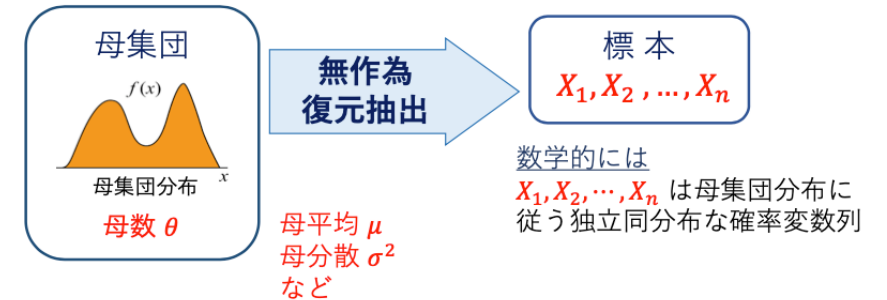 母集団
f(x)
x
母集団分布
母数 θ
無作為
復元抽出
母平均 μ
母分散 σ²
など
標 本
X₁, X₂ , … , Xₙ
数学的には
X₁, X₂, ⋯, Xₙ は母集団分布に
従う独立同分布な確率変数列